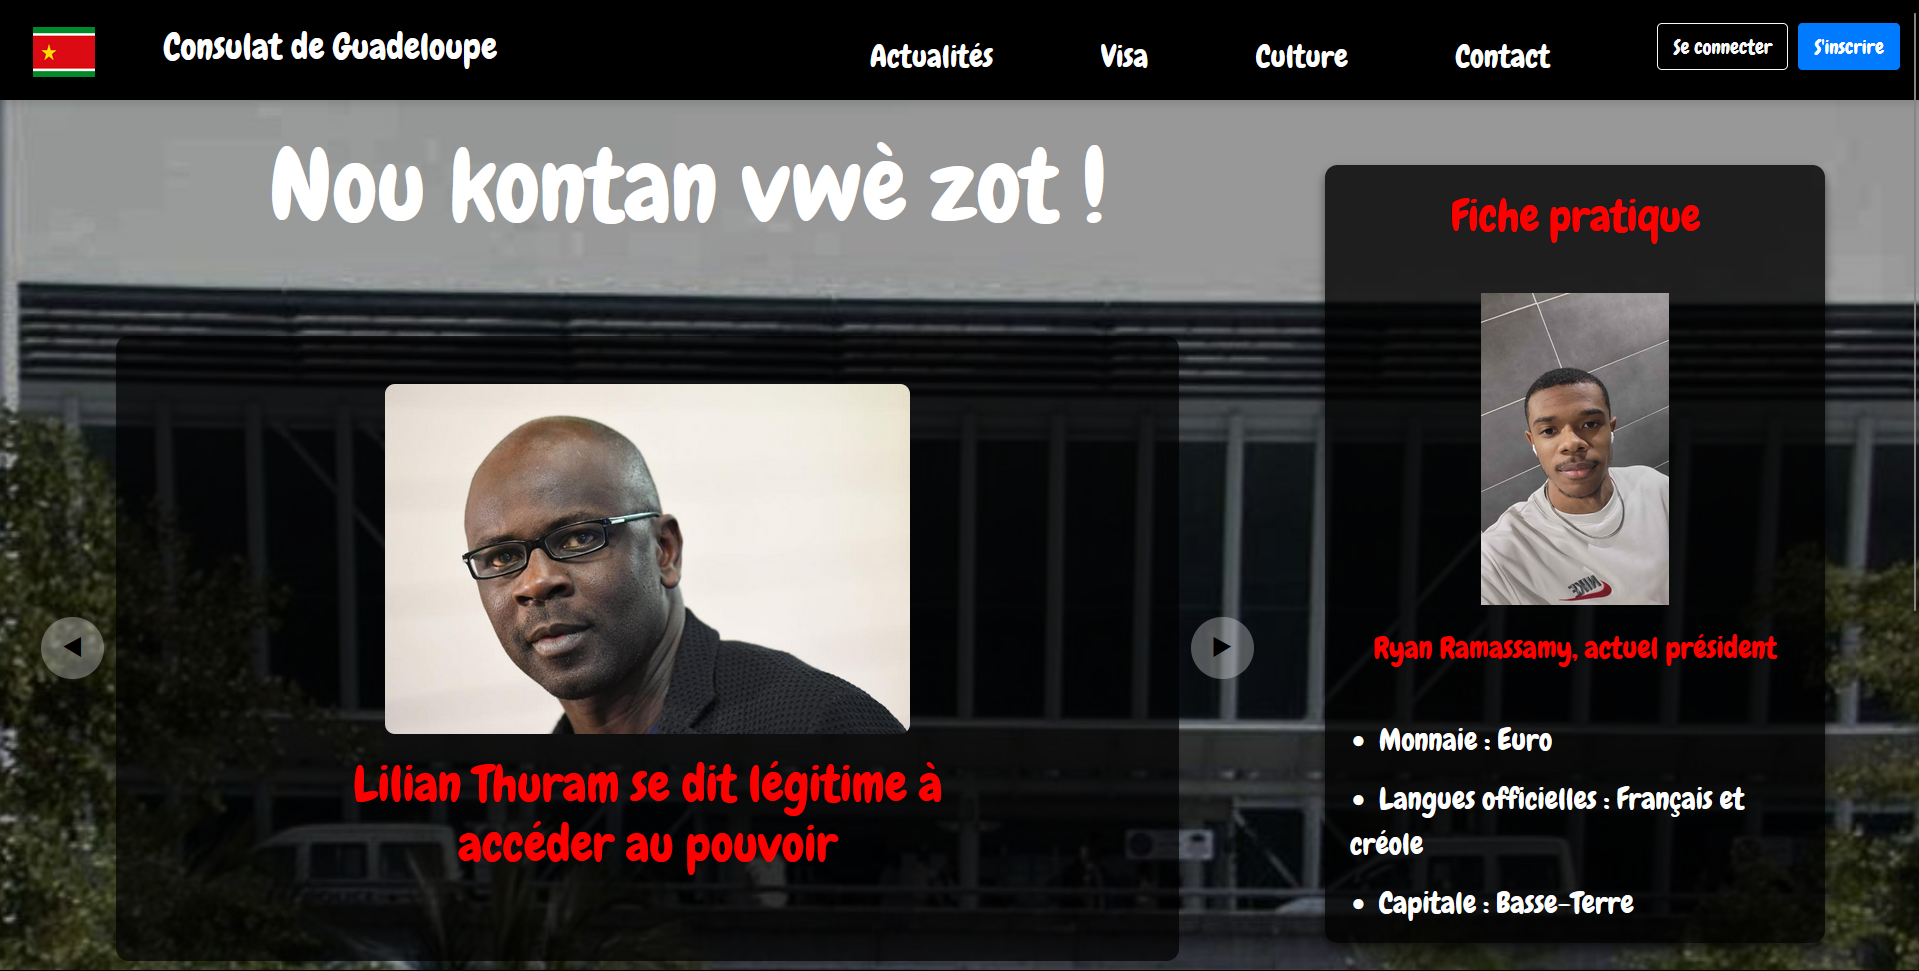 Consulat de Guadeloupe
Actualités
Visa
Culture
Contact
Se connecter
S'inscrire
Nou kontan vwè zot !
Lilian Thuram se dit légitime à
accéder au pouvoir
Fiche pratique
NIKE
Ryan Ramassamy, actuel président
• Monnaie : Euro
• Langues officielles : Français et
créole
• Capitale : Basse-Terre